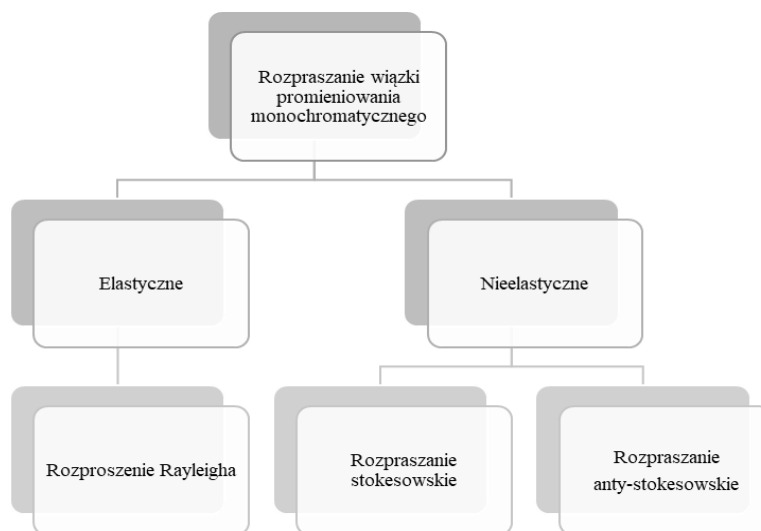 Rozpraszanie wiązki
promieniowania
monochromatycznego
Elastyczne
Nieelastyczne
Rozproszenie Rayleigha
Rozpraszanie
stokesowskie
Rozpraszanie
anty-stokesowskie